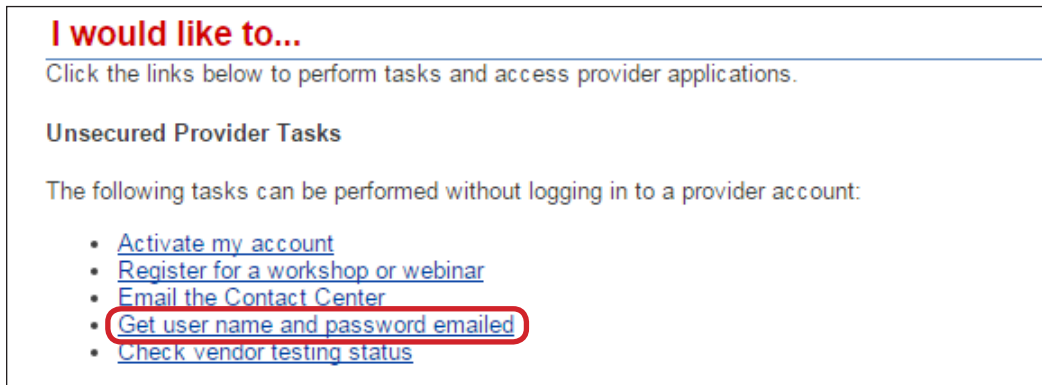 I would like to...
Click the links below to perform tasks and access provider applications.
Unsecured Provider Tasks
The following tasks can be performed without logging in to a provider account:
• Activate my account
• Register for a workshop or webinar
• Email the Contact Center
• Get user name and password emailed
• Check vendor testing status